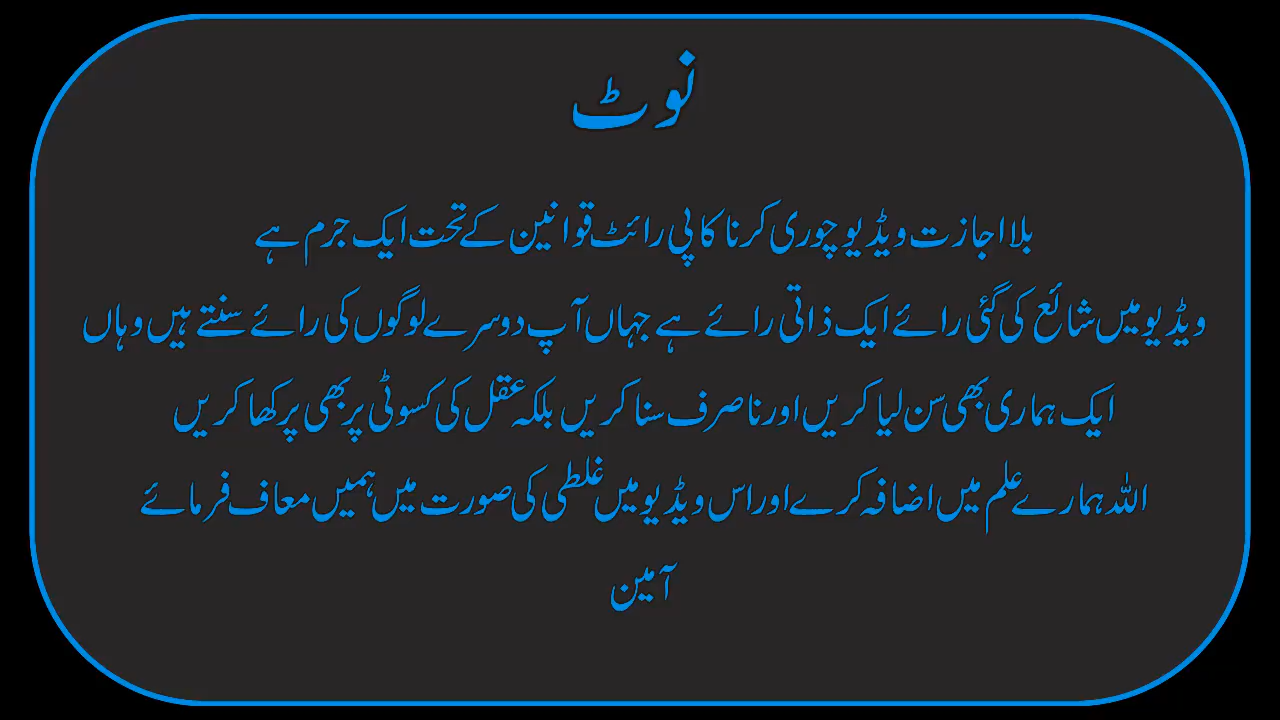 نوٹ
بلا اجازت ویڈیو چوری کرنا کاپی رائٹ قوانین کے تحت ایک جرم ہے
ویڈیو میں شائع کی گئی رائے ایک ذاتی رائے ہے جہاں آپ دوسرے لوگوں کی رائے سنتے ہیں وہاں
ایک ہماری بھی سن لیا کریں اور نا صرف سنا کریں بلکہ عقل کی کسوٹی پر بھی پرکھا کریں
اللہ ہمارے علم میں اضافہ کرے اور اس ویڈیو میں غلطی کی صورت میں ہمیں معاف فرمائے
آمین